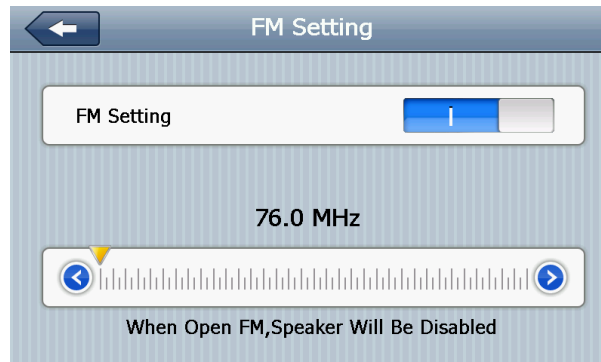 FM Setting
FM Setting
76.0 MHz
When Open FM,Speaker Will Be Disabled